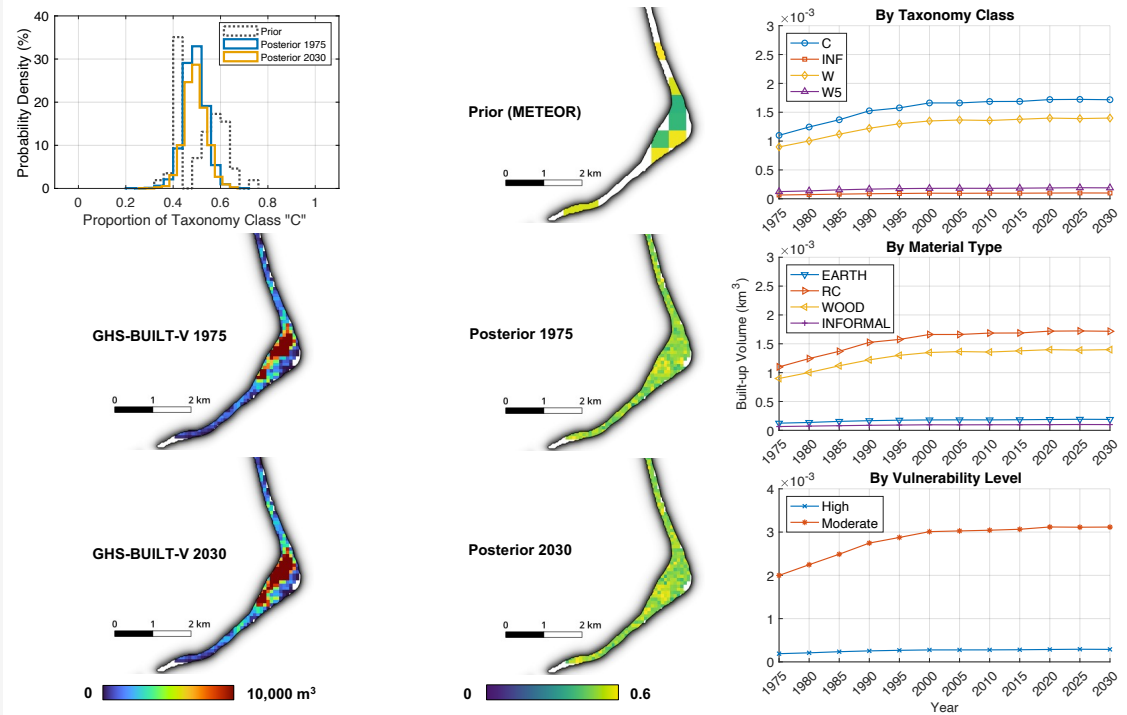 40
30
20
10
0
Probability Density (%)
Prior
Posterior 1975
Posterior 2030
0 0.2 0.4 0.6 0.8 1
Proportion of Taxonomy Class "C"
GHS-BUILT-V 1975
0 1 2 km
GHS-BUILT-V 2030
0 1 2 km
0 10,000 m³
Prior (METEOR)
0 1 2 km
Posterior 1975
0 1 2 km
Posterior 2030
0 1 2 km
0 0.6
By Taxonomy Class
×10⁻³
3
2.5
2
1.5
1
0.5
0
C
INF
W
W5
1975 1980 1985 1990 1995 2000 2005 2010 2015 2020 2025 2030
By Material Type
×10⁻³
3
2.5
2
1.5
1
0.5
0
Built-up Volume (km³)
EARTH
RC
WOOD
INFORMAL
1975 1980 1985 1990 1995 2000 2005 2010 2015 2020 2025 2030
By Vulnerability Level
×10⁻³
4
3
2
1
0
High
Moderate
1975 1980 1985 1990 1995 2000 2005 2010 2015 2020 2025 2030
Year